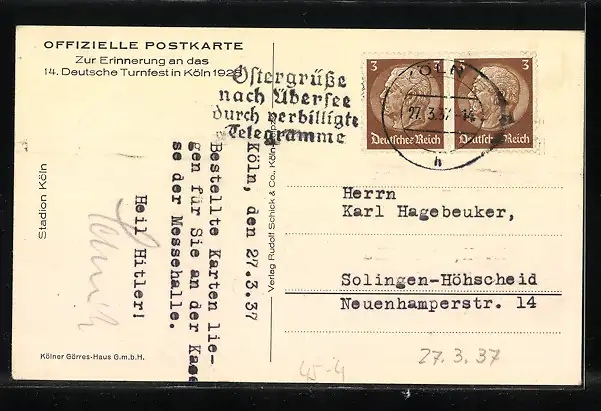 OFFIZIELLE POSTKARTE
Zur Erinnerung an das
14. Deutsche Turnfest in Köln 1928
Ostergrüße
nach Übersee
durch verbilligte
Telegramme
3
3
KÖLN
27.3.37.-14
h
Deutsches Reich
Deutsches Reich
Stadion Köln
Köln, den 27.3.37
Bestellte Karten lie-
gen für Sie an der Kas
se der Messehalle.
Heil Hitler!
Verlag Rudolf Schick & Co., Köln
Herrn
Karl Hagebeuker,
Solingen-Höhscheid
Neuenhamperstr. 14
Kölner Görres-Haus G.m.b.H.
45-4
27.3.37